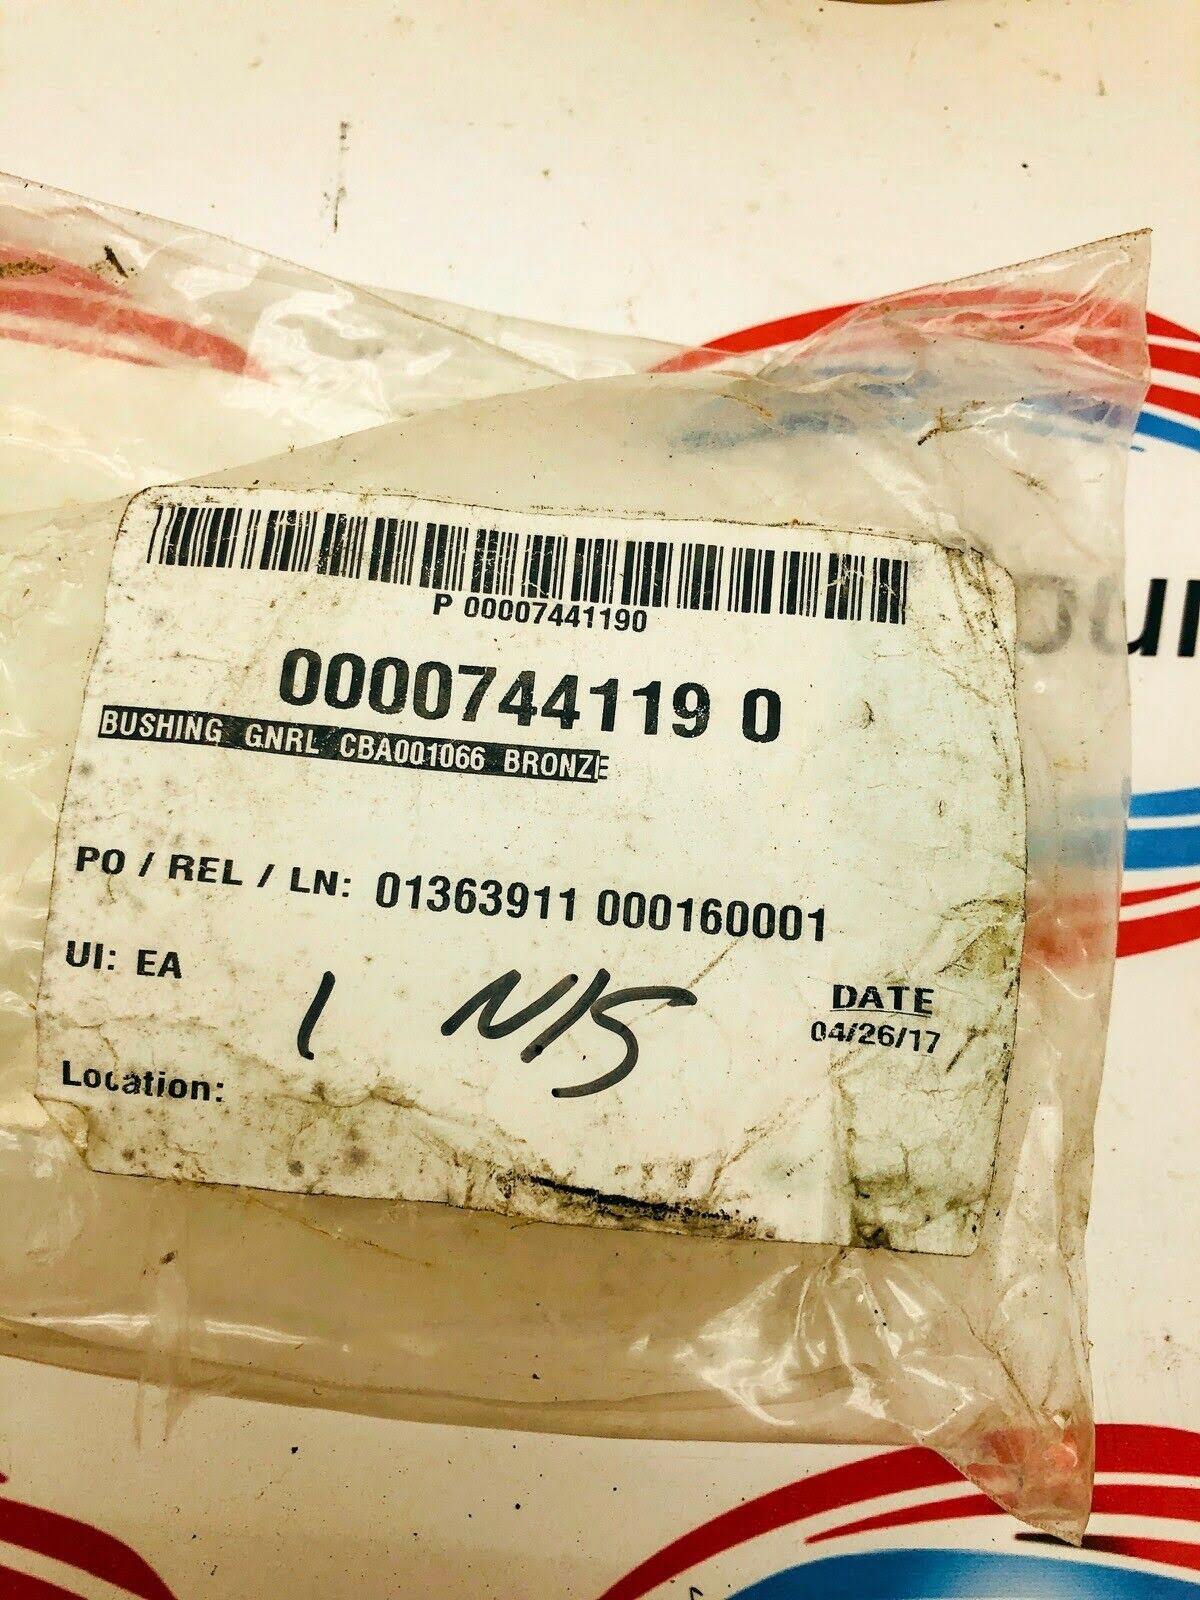 P 00007441190
0000744119 0
BUSHING GNRL CBA001066 BRONZE
PO / REL / LN: 01363911 000160001
UI: EA
1 NIS
DATE
04/26/17
Location: